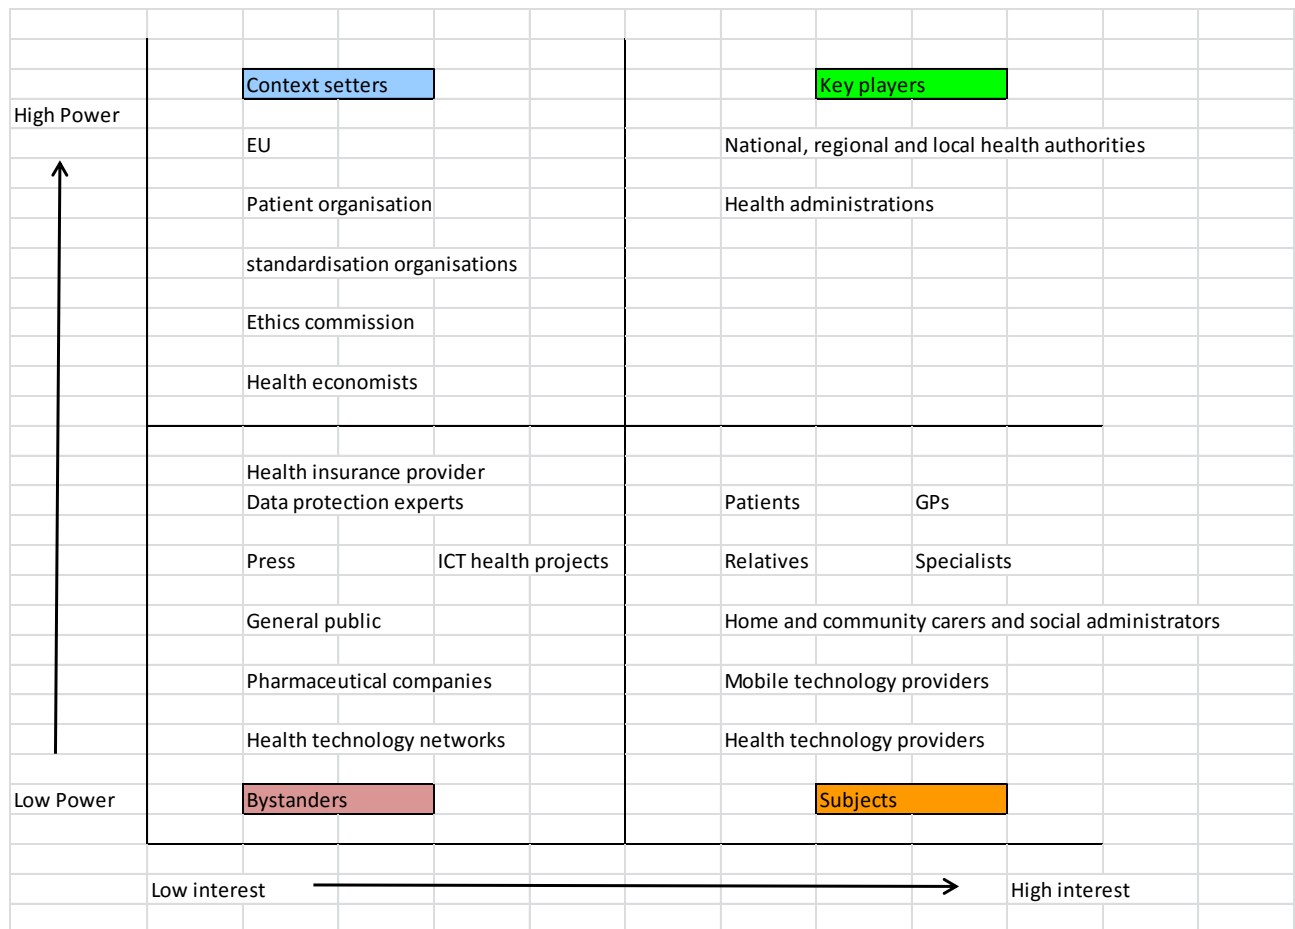 Context setters
Key players
High Power
EU
National, regional and local health authorities
Patient organisation
Health administrations
standardisation organisations
Ethics commission
Health economists
Health insurance provider
Data protection experts
Patients
GPs
Press
ICT health projects
Relatives
Specialists
General public
Home and community carers and social administrators
Pharmaceutical companies
Mobile technology providers
Health technology networks
Health technology providers
Low Power
Bystanders
Subjects
Low interest
High interest